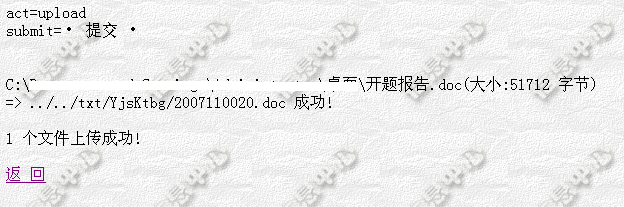 act=upload
submit=· 提交 ·
C:\ \桌面\开题报告.doc(大小:51712 字节)
=> ../../txt/YjsKtbg/2007110020.doc 成功!
1 个文件上传成功!
返 回